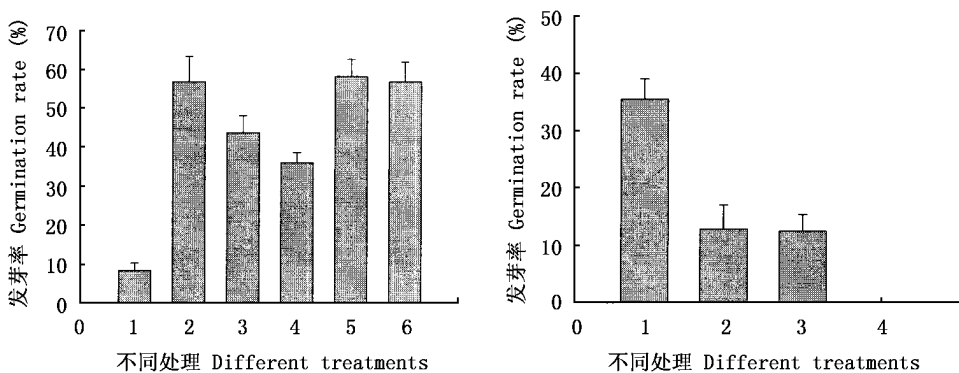 发芽率 Germination rate (%)
70
60
50
40
30
20
10
0
0 1 2 3 4 5 6
不同处理 Different treatments
发芽率 Germination rate (%)
50
40
30
20
10
0
0 1 2 3 4
不同处理 Different treatments